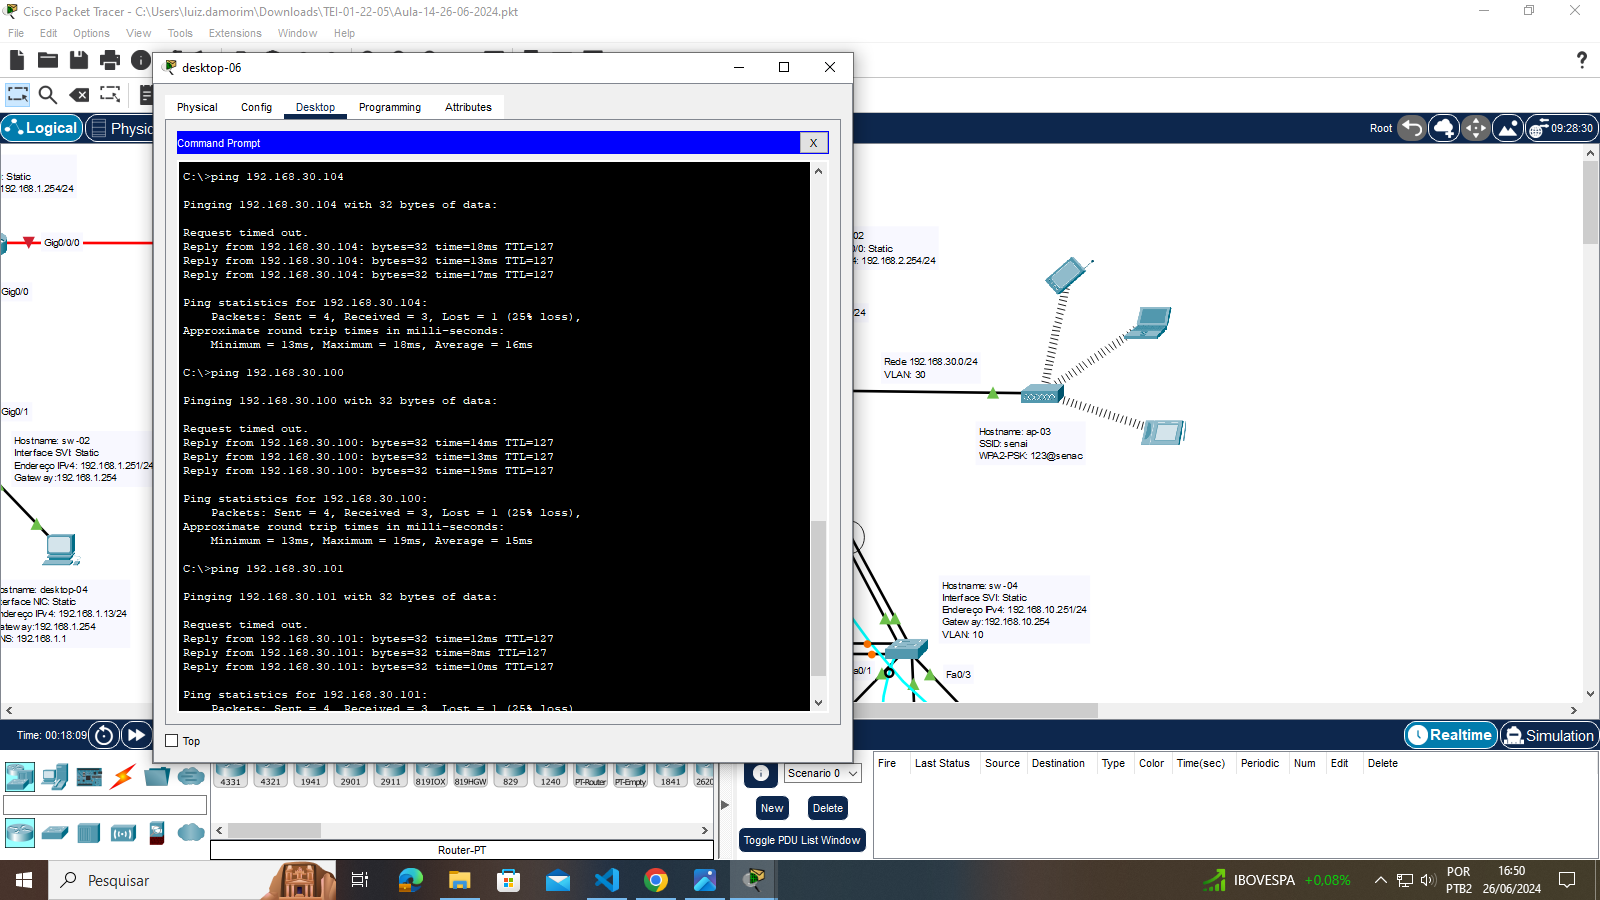 Cisco Packet Tracer - C:\Users\luiz.damorim\Downloads\TEI-01-22-05\Aula-14-26-06-2024.pkt
File Edit Options View Tools Extensions Window Help
desktop-06
Physical Config Desktop Programming Attributes
Logical
Physic
Root
09:28:30
Command Prompt
X
C:\>ping 192.168.30.104
Pinging 192.168.30.104 with 32 bytes of data:
Request timed out.
Reply from 192.168.30.104: bytes=32 time=18ms TTL=127
Reply from 192.168.30.104: bytes=32 time=13ms TTL=127
Reply from 192.168.30.104: bytes=32 time=17ms TTL=127
Ping statistics for 192.168.30.104:
Packets: Sent = 4, Received = 3, Lost = 1 (25% loss),
Approximate round trip times in milli-seconds:
Minimum = 13ms, Maximum = 18ms, Average = 16ms
C:\>ping 192.168.30.100
Pinging 192.168.30.100 with 32 bytes of data:
Request timed out.
Reply from 192.168.30.100: bytes=32 time=14ms TTL=127
Reply from 192.168.30.100: bytes=32 time=13ms TTL=127
Reply from 192.168.30.100: bytes=32 time=19ms TTL=127
Ping statistics for 192.168.30.100:
Packets: Sent = 4, Received = 3, Lost = 1 (25% loss),
Approximate round trip times in milli-seconds:
Minimum = 13ms, Maximum = 19ms, Average = 15ms
C:\>ping 192.168.30.101
Pinging 192.168.30.101 with 32 bytes of data:
Request timed out.
Reply from 192.168.30.101: bytes=32 time=12ms TTL=127
Reply from 192.168.30.101: bytes=32 time=8ms TTL=127
Reply from 192.168.30.101: bytes=32 time=10ms TTL=127
Ping statistics for 192.168.30.101:
Packets: Sent = 4, Received = 3, Lost = 1 (25% loss)
Top
: Static
192.168.1.254/24
Gig0/0/0
Gig0/0
Gig0/1
Hostname: sw-02
Interface SVI: Static
Endereço IPv4: 192.168.1.251/24
Gateway:192.168.1.254
ostname: desktop-04
terface NIC: Static
ndereço IPv4: 192.168.1.13/24
ateway:192.168.1.254
NS: 192.168.1.1
02
0/0: Static
4: 192.168.2.254/24
/24
Rede 192.168.30.0/24
VLAN: 30
Hostname: ap-03
SSID: senai
WPA2-PSK: 123@senac
Hostname: sw-04
Interface SVI: Static
Endereço IPv4: 192.168.10.251/24
Gateway:192.168.10.254
VLAN: 10
a0/1
Fa0/3
Time: 00:18:09
Realtime
Simulation
4331 4321 1941 2901 2911 819IOX 819HGW 829 1240 PT-Router PT-Empty 1841 2620
Router-PT
Scenario 0
New Delete
Toggle PDU List Window
Fire Last Status Source Destination Type Color Time(sec) Periodic Num Edit Delete
Pesquisar
IBOVESPA +0,08%
POR
PTB2
16:50
26/06/2024